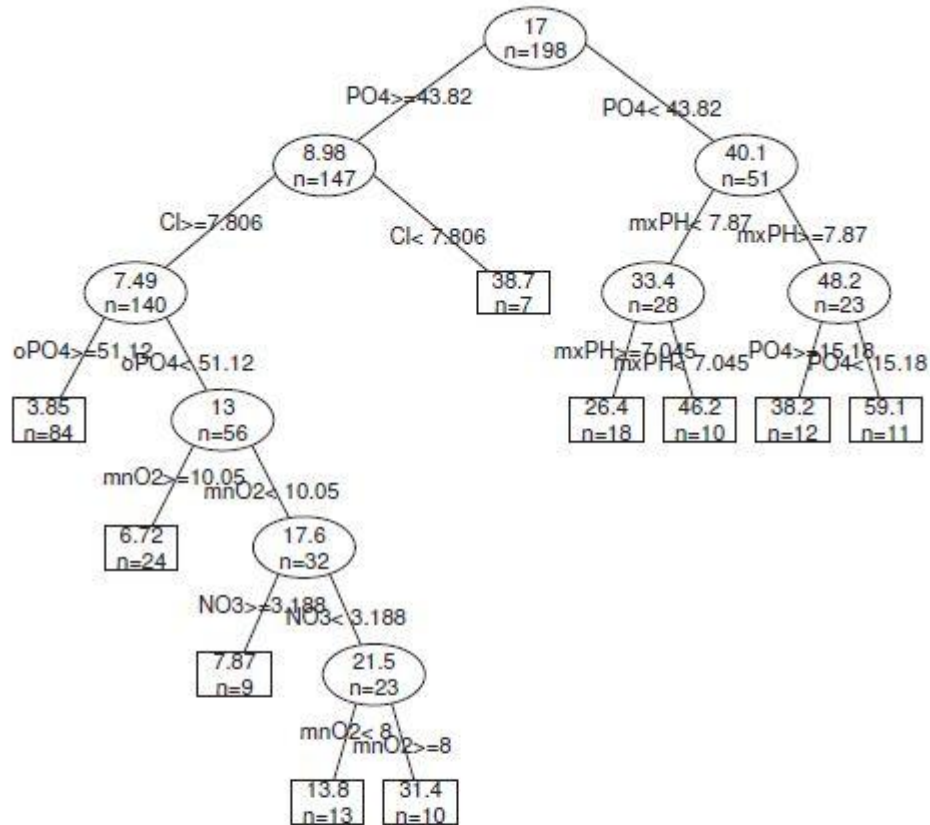 17
n=198
PO4>=43.82
PO4< 43.82
8.98
n=147
40.1
n=51
Cl>=7.806
Cl< 7.806
mxPH< 7.87
mxPH>=7.87
7.49
n=140
38.7
n=7
33.4
n=28
48.2
n=23
oPO4>=51.12
oPO4< 51.12
mxPH>=7.045
mxPH< 7.045
PO4>=15.18
PO4< 15.18
3.85
n=84
13
n=56
26.4
n=18
46.2
n=10
38.2
n=12
59.1
n=11
mnO2>=10.05
mnO2< 10.05
6.72
n=24
17.6
n=32
NO3>=3.188
NO3< 3.188
7.87
n=9
21.5
n=23
mnO2< 8
mnO2>=8
13.8
n=13
31.4
n=10